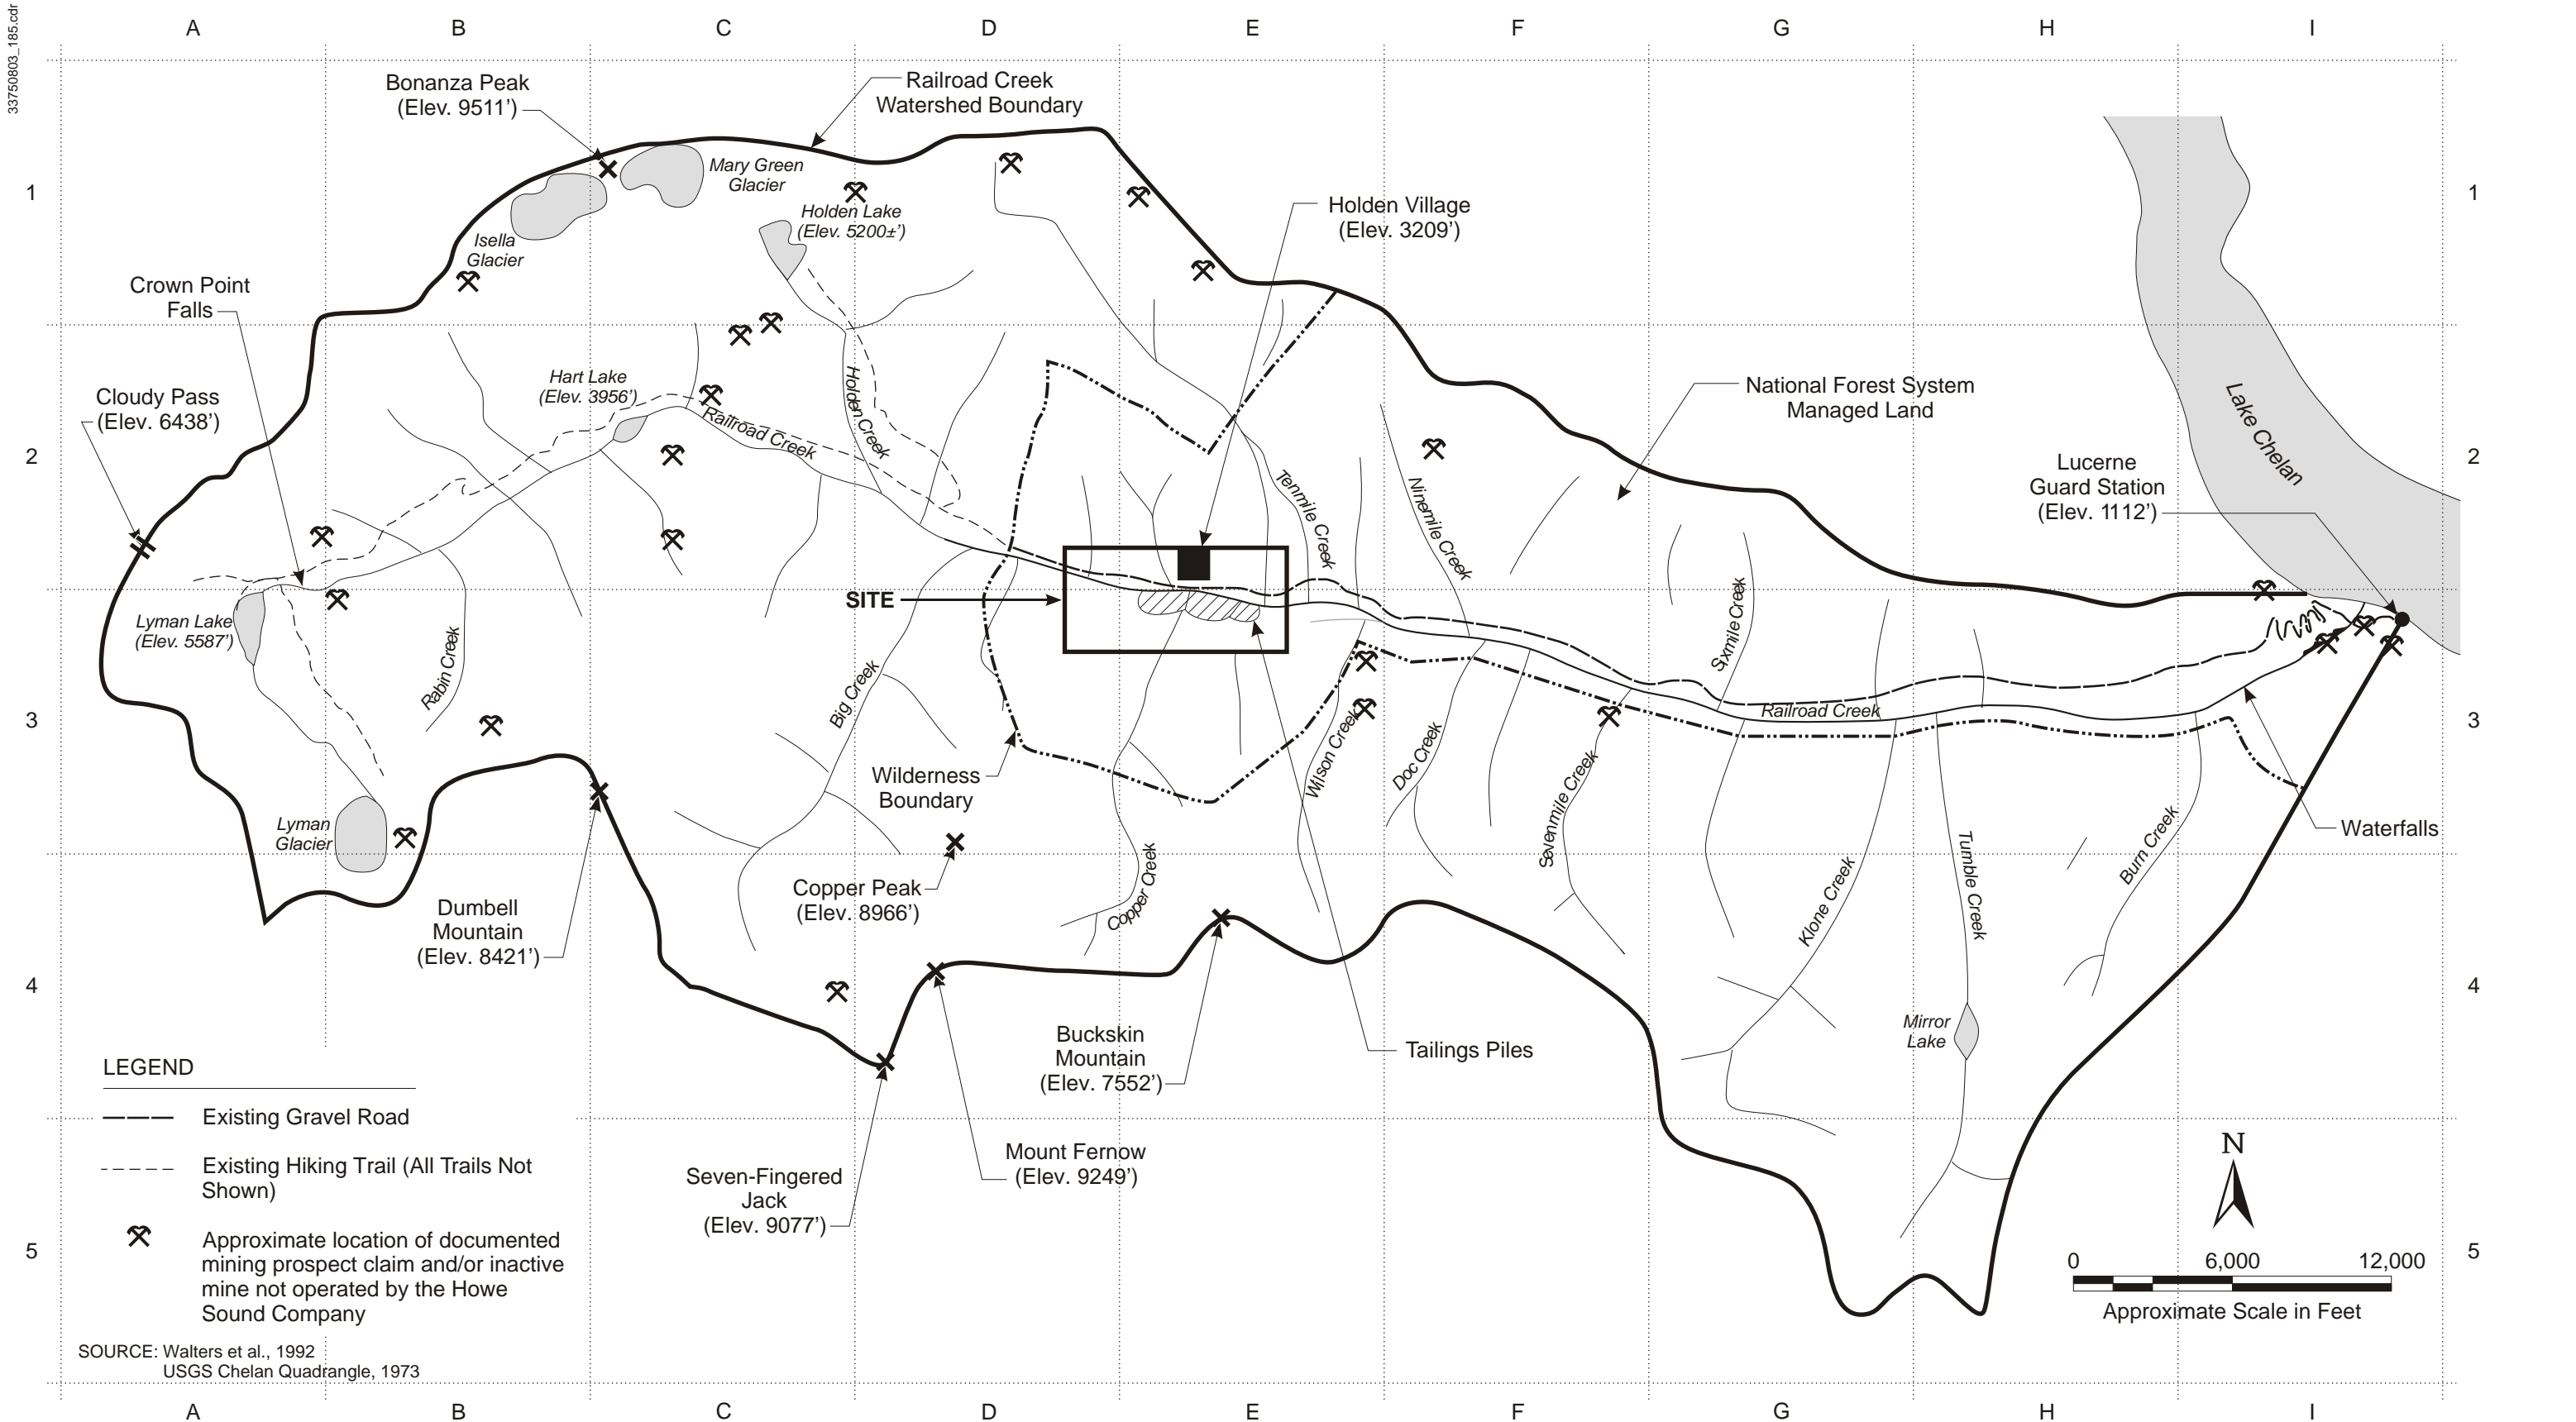 33750803_185.cdr
A B C D E F G H I
Bonanza Peak
(Elev. 9511’)
Railroad Creek
Watershed Boundary
1
Mary Green
Glacier
Holden Lake
(Elev. 5200±’)
Isella
Glacier
Holden Village
(Elev. 3209’)
1
Crown Point
Falls
Cloudy Pass
(Elev. 6438’)
Hart Lake
(Elev. 3956’)
Railroad Creek
Holden Creek
National Forest System
Managed Land
Lake Chelan
2
Tenmile Creek
Ninemile Creek
Lucerne
Guard Station
(Elev. 1112’)
2
SITE
Lyman Lake
(Elev. 5587’)
Rabin Creek
Big Creek
Sixmile Creek
Railroad Creek
3
Wilderness
Boundary
Wilson Creek
Doc Creek
Sevenmile Creek
3
Lyman
Glacier
Waterfalls
Copper Peak
(Elev. 8966’)
Copper Creek
Klone Creek
Tumble Creek
Burn Creek
Dumbell
Mountain
(Elev. 8421’)
4
Buckskin
Mountain
(Elev. 7552’)
Tailings Piles
Mirror
Lake
4
Mount Fernow
(Elev. 9249’)
Seven-Fingered
Jack
(Elev. 9077’)
LEGEND
Existing Gravel Road
Existing Hiking Trail (All Trails Not
Shown)
Approximate location of documented
mining prospect claim and/or inactive
mine not operated by the Howe
Sound Company
5
N
0 6,000 12,000
Approximate Scale in Feet
5
SOURCE: Walters et al., 1992
USGS Chelan Quadrangle, 1973
A B C D E F G H I